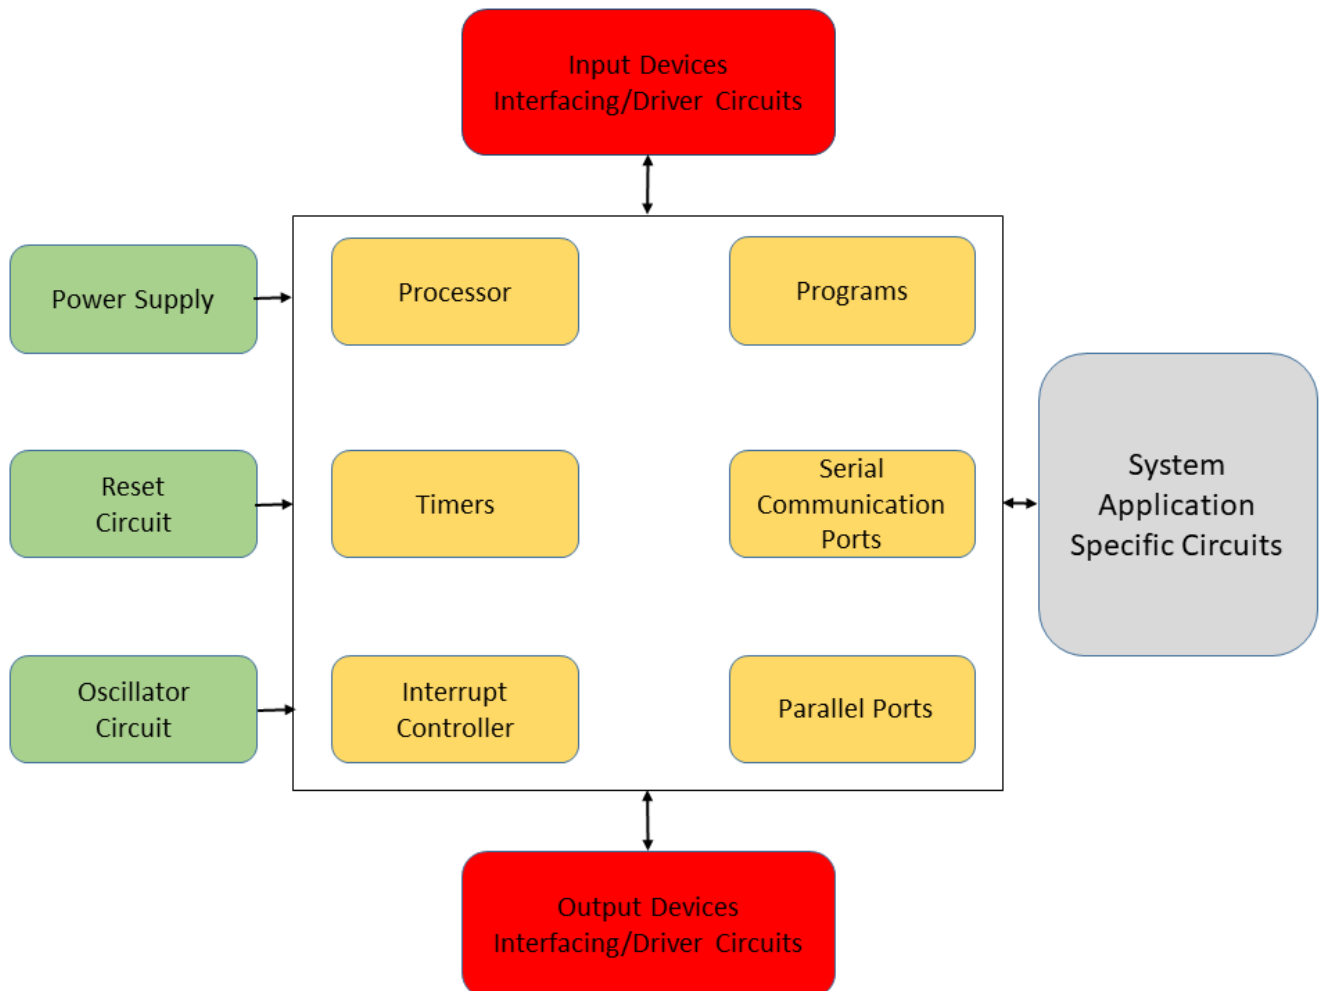 Input Devices
Interfacing/Driver Circuits
Power Supply
Processor
Programs
Reset
Circuit
Timers
Serial
Communication
Ports
System
Application
Specific Circuits
Oscillator
Circuit
Interrupt
Controller
Parallel Ports
Output Devices
Interfacing/Driver Circuits